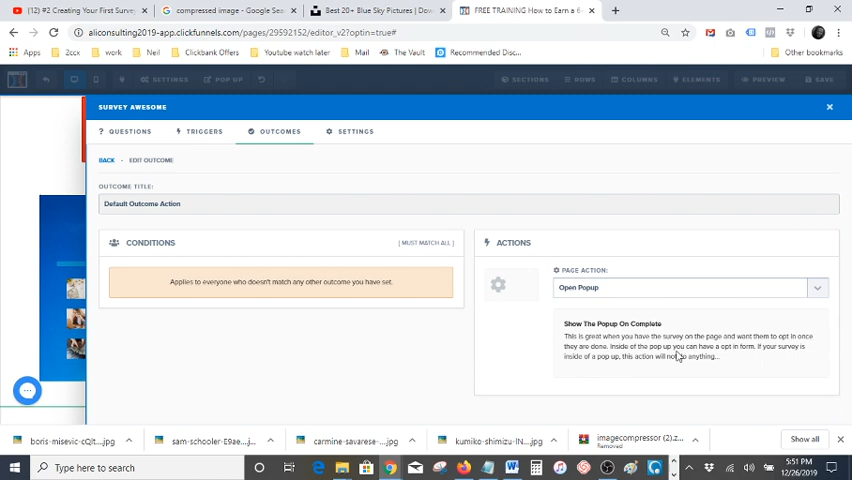 (12) #2 Creating Your First Survey
compressed image - Google Sea
Best 20+ Blue Sky Pictures | Dow
FREE TRAINING How to Earn a 6-
aliconsulting2019-app.clickfunnels.com/pages/29592152/editor_v2?optin=true#
Apps
2ccx
work
Neil
Clickbank Offers
Youtube watch later
Mail
The Vault
Recommended Disc...
Other bookmarks
SETTINGS
POP UP
SECTIONS
ROWS
COLUMNS
ELEMENTS
PREVIEW
SAVE
SURVEY AWESOME
QUESTIONS
TRIGGERS
OUTCOMES
SETTINGS
BACK - EDIT OUTCOME
OUTCOME TITLE:
Default Outcome Action
CONDITIONS
[ MUST MATCH ALL ]
Applies to everyone who doesn't match any other outcome you have set.
ACTIONS
PAGE ACTION:
Open Popup
Show The Popup On Complete
This is great when you have the survey on the page and want them to opt in once
they are done. Inside of the pop up you can have a opt in form. If your survey is
inside of a pop up, this action will not do anything...
boris-misevic-cQIt....jpg
sam-schooler-E9ae....jpg
carmine-savarese-....jpg
kumiko-shimizu-IN....jpg
imagecompressor (2).z...
Removed
Show all
Type here to search
5:51 PM
12/26/2019